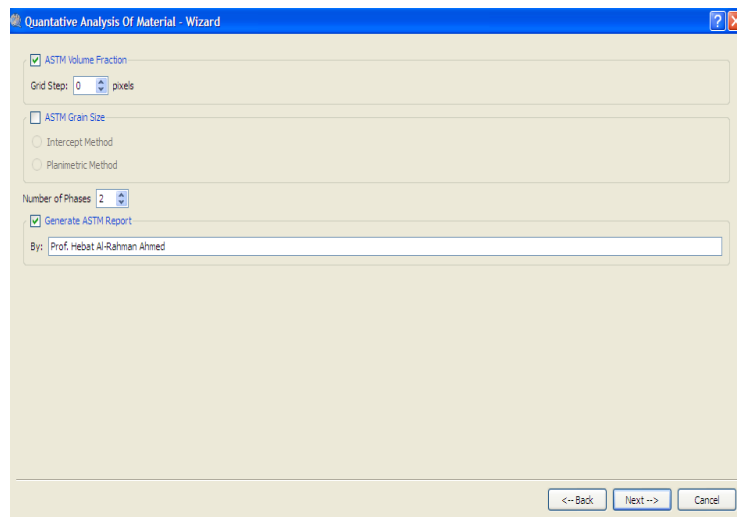 Quantative Analysis Of Material - Wizard
ASTM Volume Fraction
Grid Step: 0 pixels
ASTM Grain Size
Intercept Method
Planimetric Method
Number of Phases 2
Generate ASTM Report
By: Prof. Hebat Al-Rahman Ahmed
<-- Back Next --> Cancel